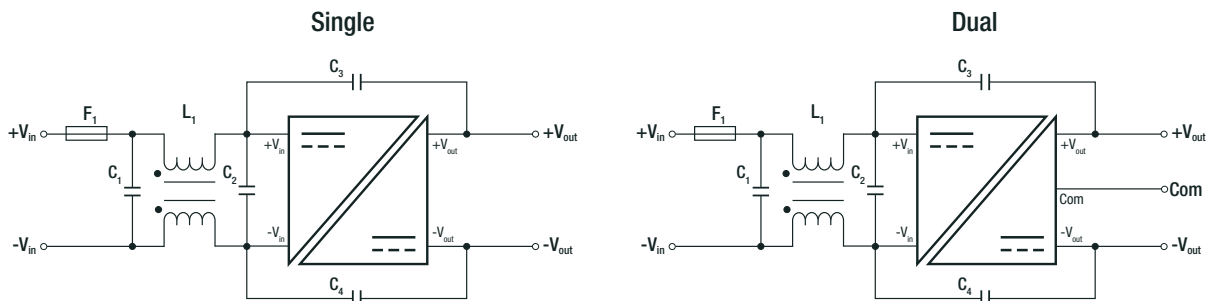 Single
Dual
C3
C3
F1
L1
F1
L1
+Vin
+Vin
+Vout
+Vout
+Vin
+Vout
+Vout
+Vin
C1
C2
C1
C2
Com
Com
-Vin
-Vin
-Vout
-Vout
-Vin
-Vout
-Vout
-Vin
C4
C4